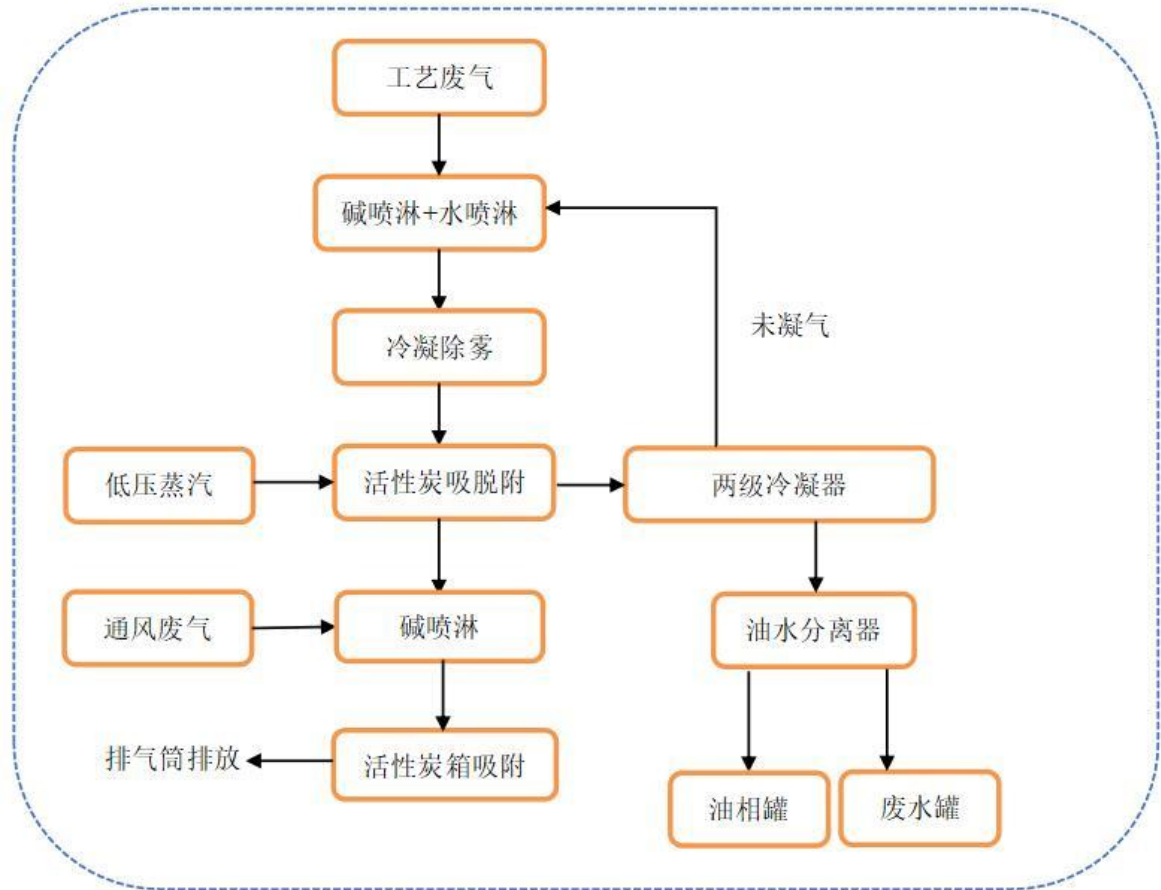 工艺废气
碱喷淋+水喷淋
未凝气
冷凝除雾
低压蒸汽
活性炭吸脱附
两级冷凝器
通风废气
碱喷淋
油水分离器
排气筒排放
活性炭箱吸附
油相罐
废水罐